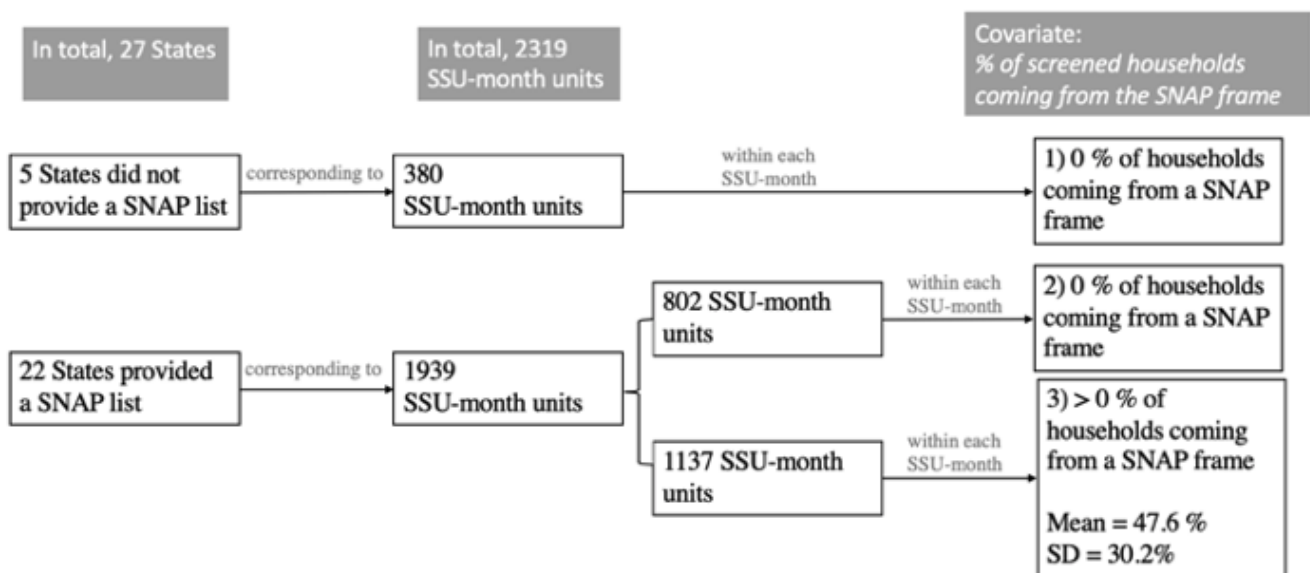 In total, 27 States
In total, 2319
SSU-month units
Covariate:
% of screened households
coming from the SNAP frame
5 States did not
provide a SNAP list
corresponding to
380
SSU-month units
within each
SSU-month
1) 0 % of households
coming from a SNAP
frame
22 States provided
a SNAP list
corresponding to
1939
SSU-month units
802 SSU-month
units
within each
SSU-month
2) 0 % of households
coming from a SNAP
frame
1137 SSU-month
units
within each
SSU-month
3) > 0 % of
households coming
from a SNAP frame
Mean = 47.6 %
SD = 30.2%